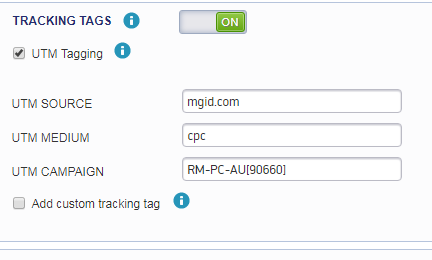 TRACKING TAGS i ON
UTM Tagging i
UTM SOURCE mgid.com
UTM MEDIUM cpc
UTM CAMPAIGN RM-PC-AU[90660]
Add custom tracking tag i